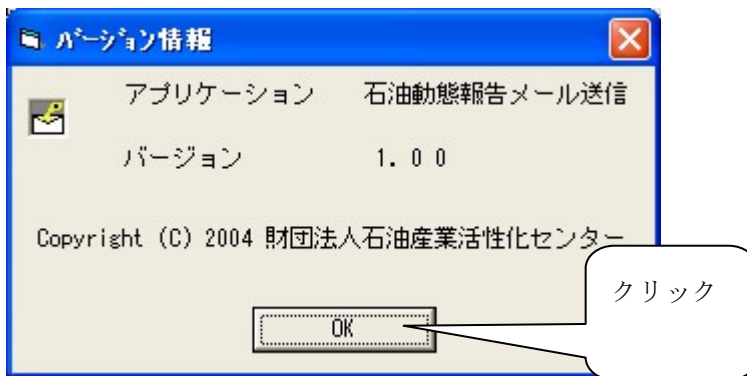 バージョン情報
アプリケーション 石油動態報告メール送信
バージョン 1.00
Copyright (C) 2004 財団法人石油産業活性化センター
クリック
OK